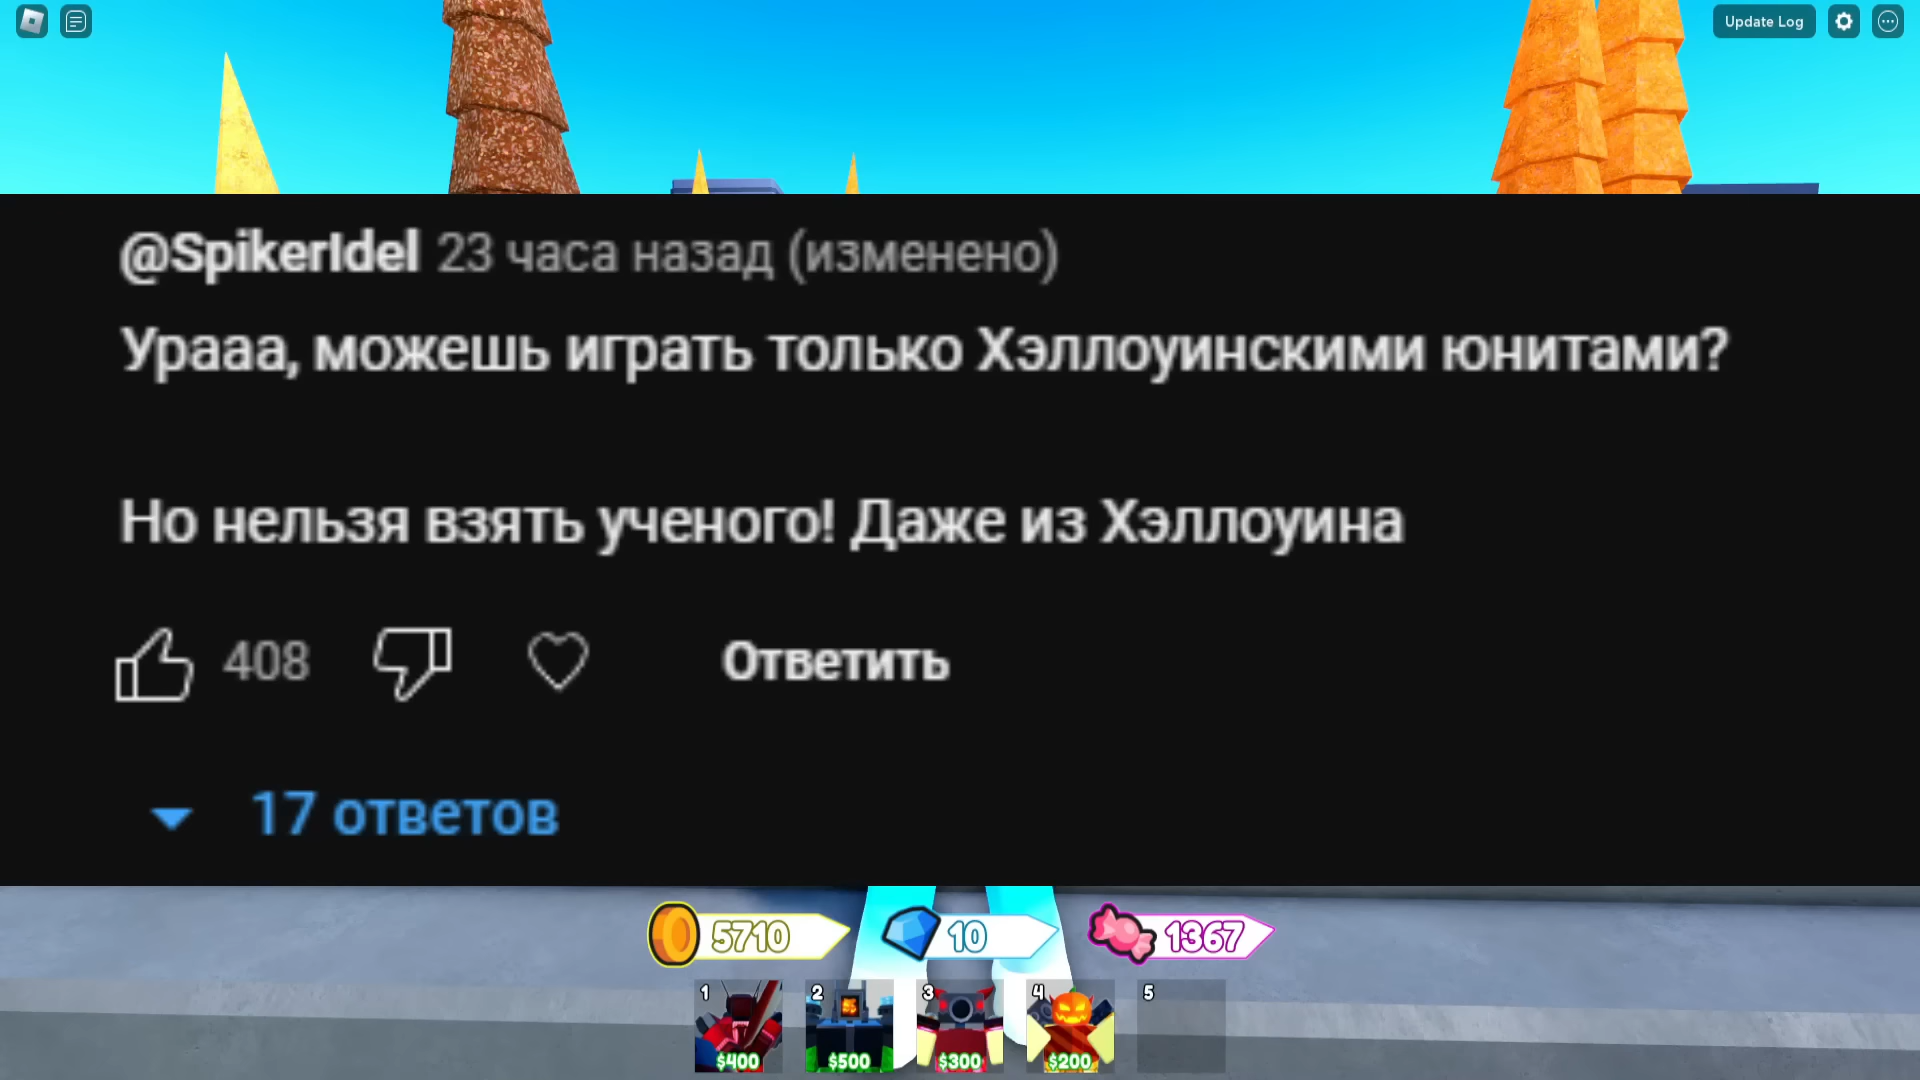 Update Log
@SpikerIdel 23 часа назад (изменено)
Урааа, можешь играть только Хэллоуинскими юнитами?
Но нельзя взять ученого! Даже из Хэллоуина
408
Ответить
17 ответов
5710
10
1367
1
2
3
4
5
$400
$500
$300
$200